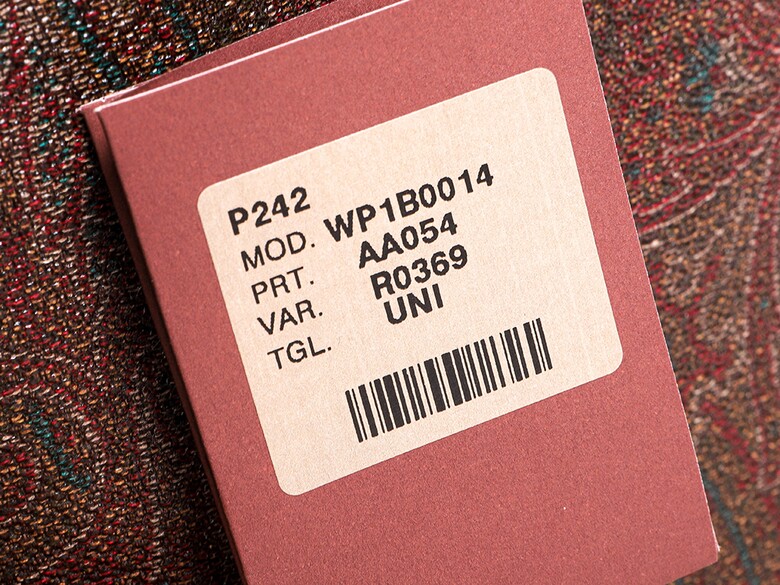 P242
MOD. WP1B0014
PRT. AA054
VAR. R0369
TGL. UNI